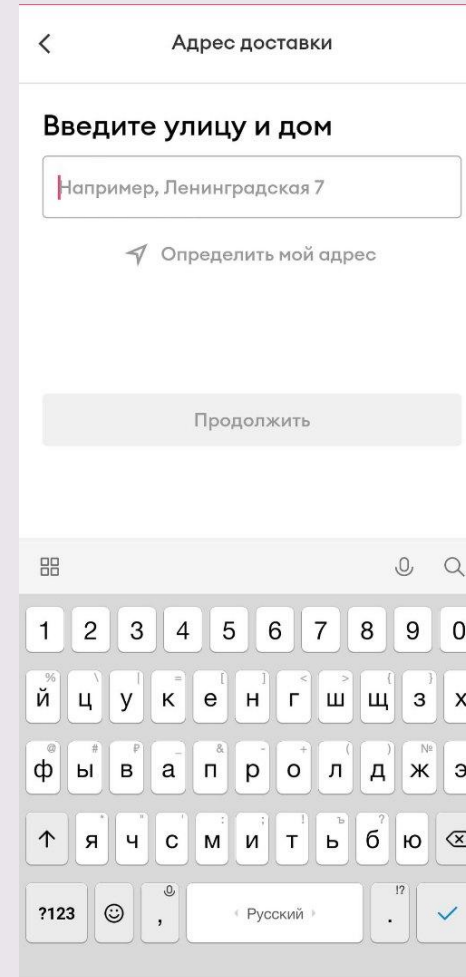 Адрес доставки
Введите улицу и дом
Например, Ленинградская 7
Определить мой адрес
Продолжить
1 2 3 4 5 6 7 8 9 0
% \ | = [ ] < > { }
й ц у к е н г ш щ з х
@ # ₽ _ & - + ( ) №
ф ы в а п р о л д ж э
* " ' : ; ! ъ ?
я ч с м и т ь б ю
!?
?123 , Русский .